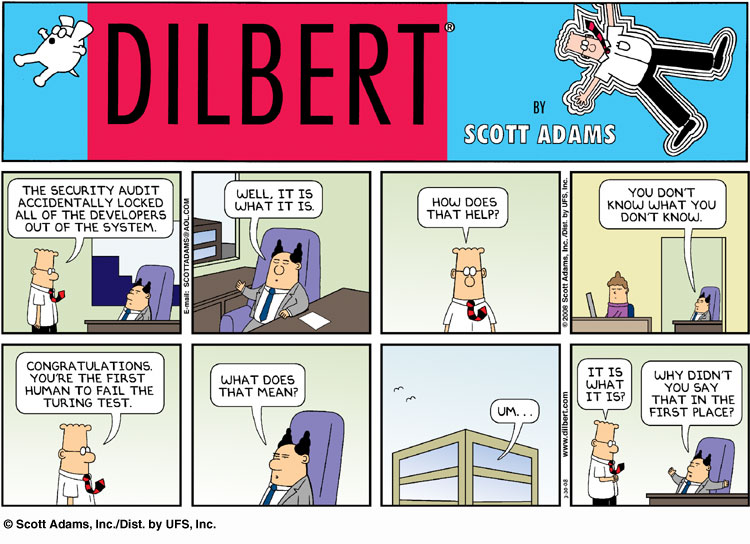 DILBERT®
BY
SCOTT ADAMS
THE SECURITY AUDIT
ACCIDENTALLY LOCKED
ALL OF THE DEVELOPERS
OUT OF THE SYSTEM.
E-mail: SCOTTADAMS@AOL.COM
WELL, IT IS
WHAT IT IS.
HOW DOES
THAT HELP?
© 2008 Scott Adams, Inc./Dist. by UFS, Inc.
YOU DON'T
KNOW WHAT YOU
DON'T KNOW.
CONGRATULATIONS.
YOU'RE THE FIRST
HUMAN TO FAIL THE
TURING TEST.
WHAT DOES
THAT MEAN?
UM...
www.dilbert.com
3-30-08
IT IS
WHAT
IT IS?
WHY DIDN'T
YOU SAY
THAT IN THE
FIRST PLACE?
© Scott Adams, Inc./Dist. by UFS, Inc.